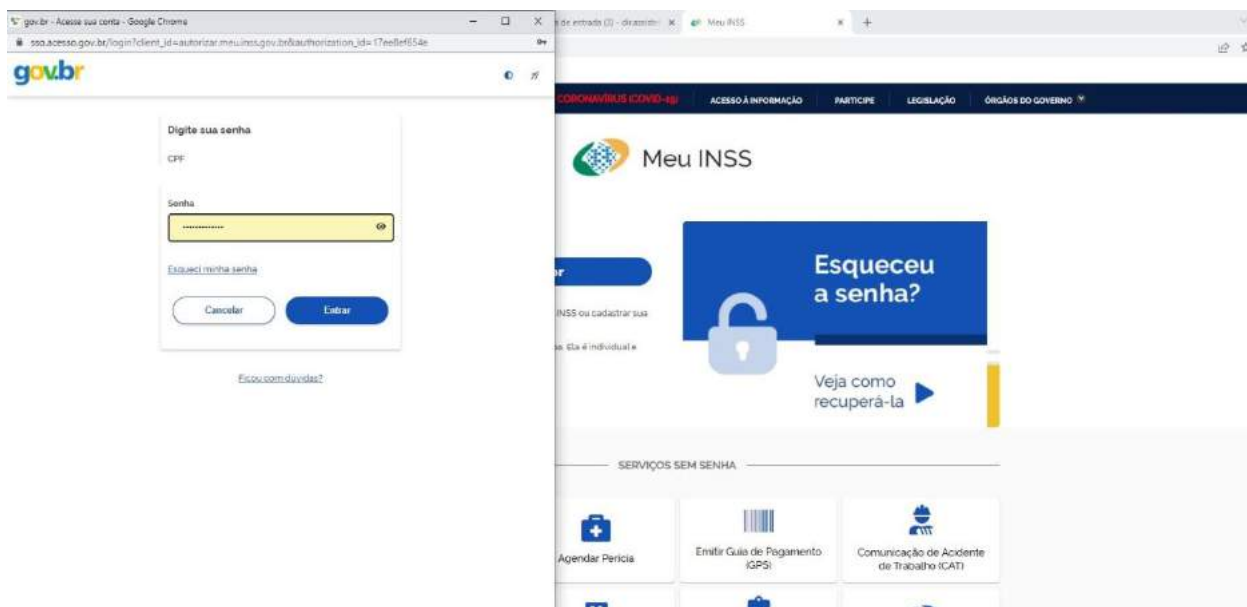 gov.br - Acesse sua conta - Google Chrome
sso.acesso.gov.br/login?client_id=autorizar.meu.inss.gov.br&authorization_id=17ee8ef654e
gov.br
Digite sua senha
CPF
Senha
Esqueci minha senha
Cancelar
Entrar
Ficou com dúvidas?
de entrada (3)
Meu INSS
CORONAVÍRUS (COVID-19)
ACESSO À INFORMAÇÃO
PARTICIPE
LEGISLAÇÃO
ÓRGÃOS DO GOVERNO
Meu INSS
INSS ou cadastrar sua
Ela é individual e
Esqueceu
a senha?
Veja como
recuperá-la
SERVIÇOS SEM SENHA
Agendar Perícia
Emitir Guia de Pagamento
(GPS)
Comunicação de Acidente
de Trabalho (CAT)